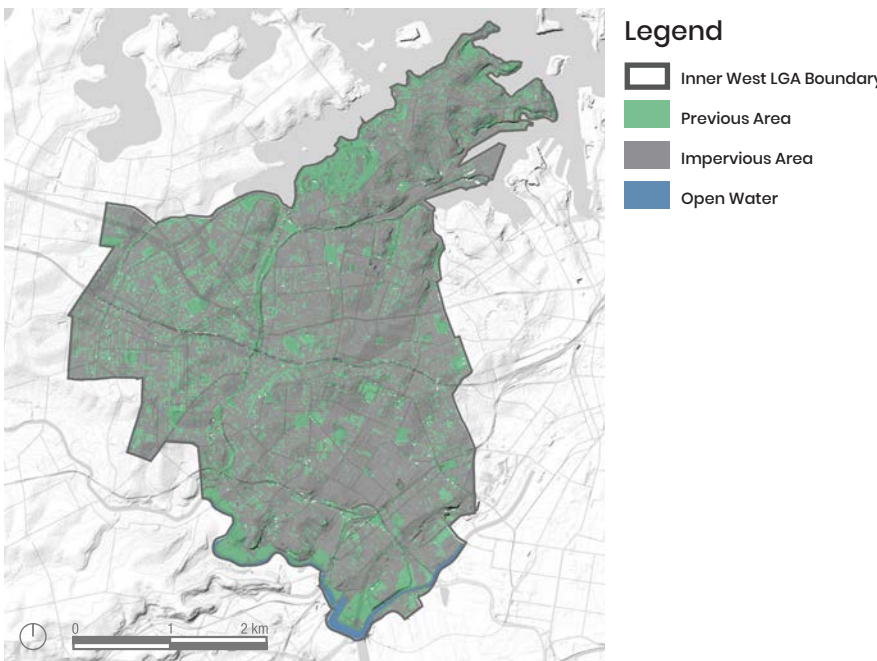 Legend
Inner West LGA Boundary
Previous Area
Impervious Area
Open Water
0 1 2 km